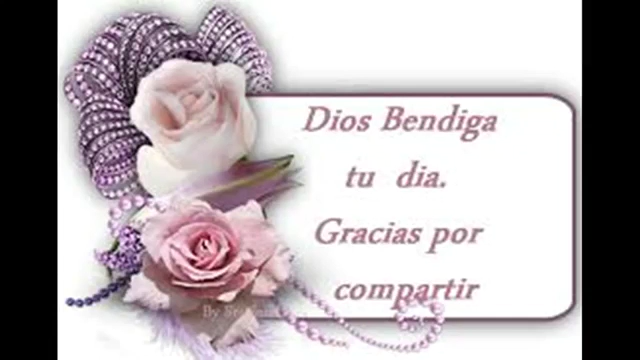 Dios Bendiga
tu dia.
Gracias por
compartir